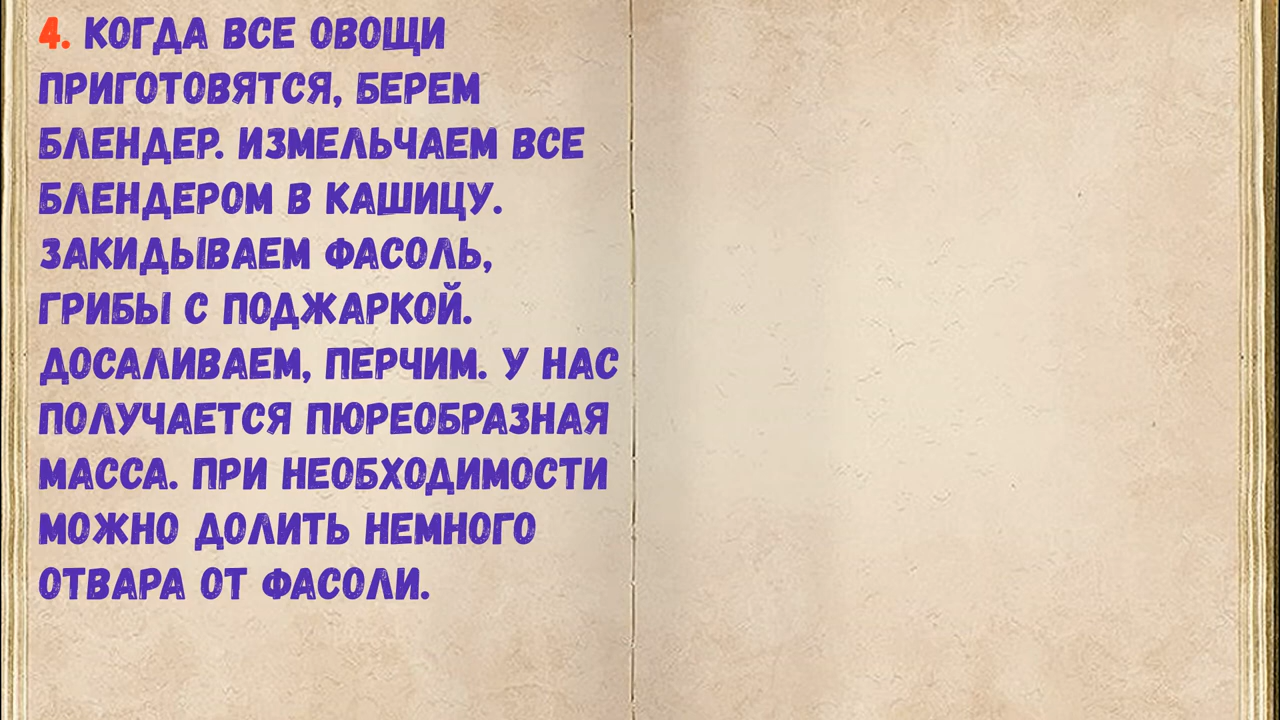 4. КОГДА ВСЕ ОВОЩИ
ПРИГОТОВЯТСЯ, БЕРЕМ
БЛЕНДЕР. ИЗМЕЛЬЧАЕМ ВСЕ
БЛЕНДЕРОМ В КАШИЦУ.
ЗАКИДЫВАЕМ ФАСОЛЬ,
ГРИБЫ С ПОДЖАРКОЙ.
ДОСАЛИВАЕМ, ПЕРЧИМ. У НАС
ПОЛУЧАЕТСЯ ПЮРЕОБРАЗНАЯ
МАССА. ПРИ НЕОБХОДИМОСТИ
МОЖНО ДОЛИТЬ НЕМНОГО
ОТВАРА ОТ ФАСОЛИ.